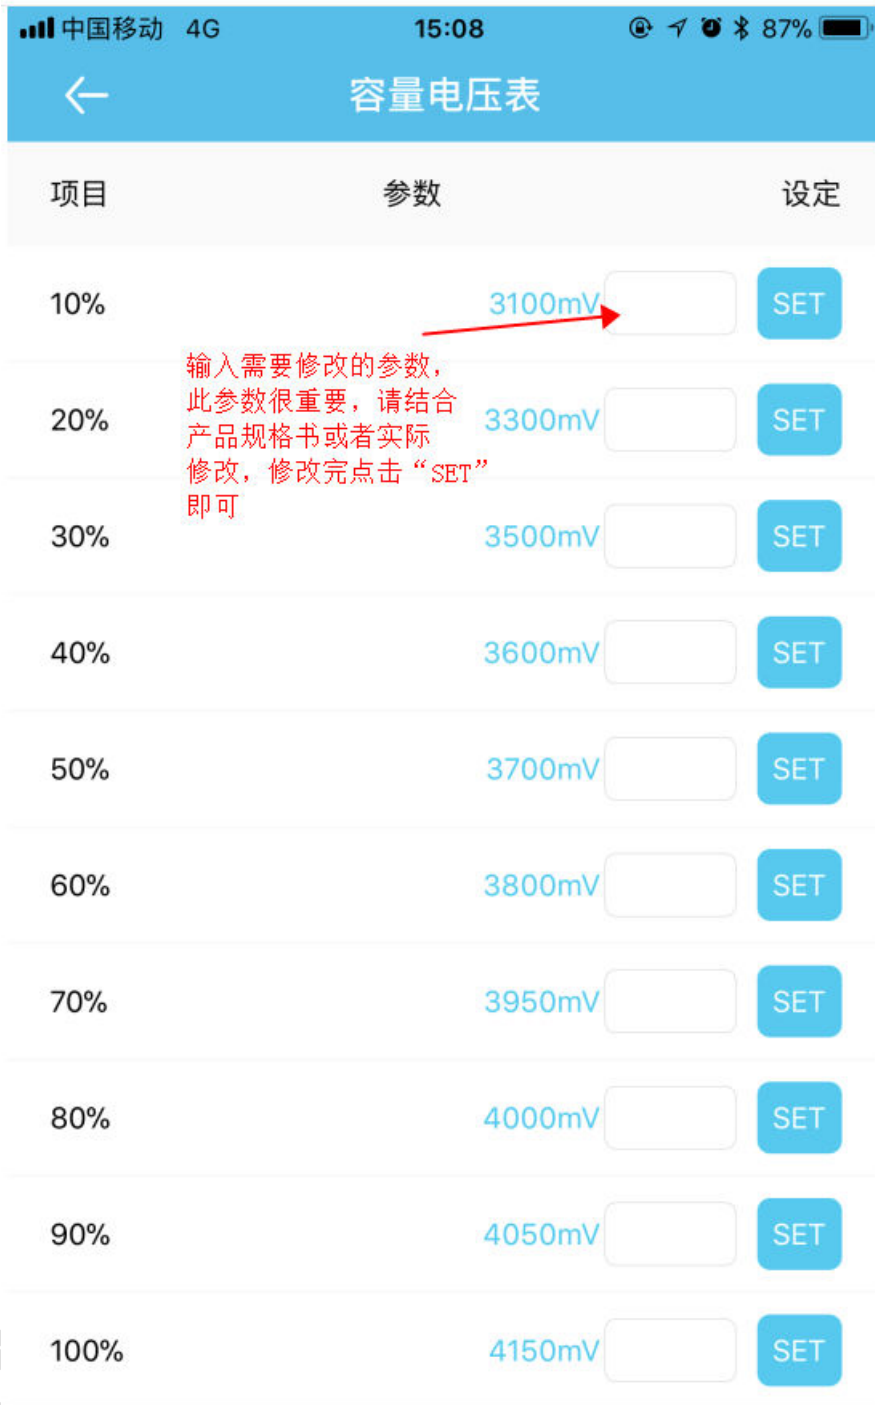 中国移动 4G 15:08 87%
容量电压表
项目 参数 设定
10% 3100mV SET
输入需要修改的参数，
此参数很重要，请结合
20% 3300mV SET
产品规格书或者实际
修改，修改完点击“SET”
即可
30% 3500mV SET
40% 3600mV SET
50% 3700mV SET
60% 3800mV SET
70% 3950mV SET
80% 4000mV SET
90% 4050mV SET
100% 4150mV SET